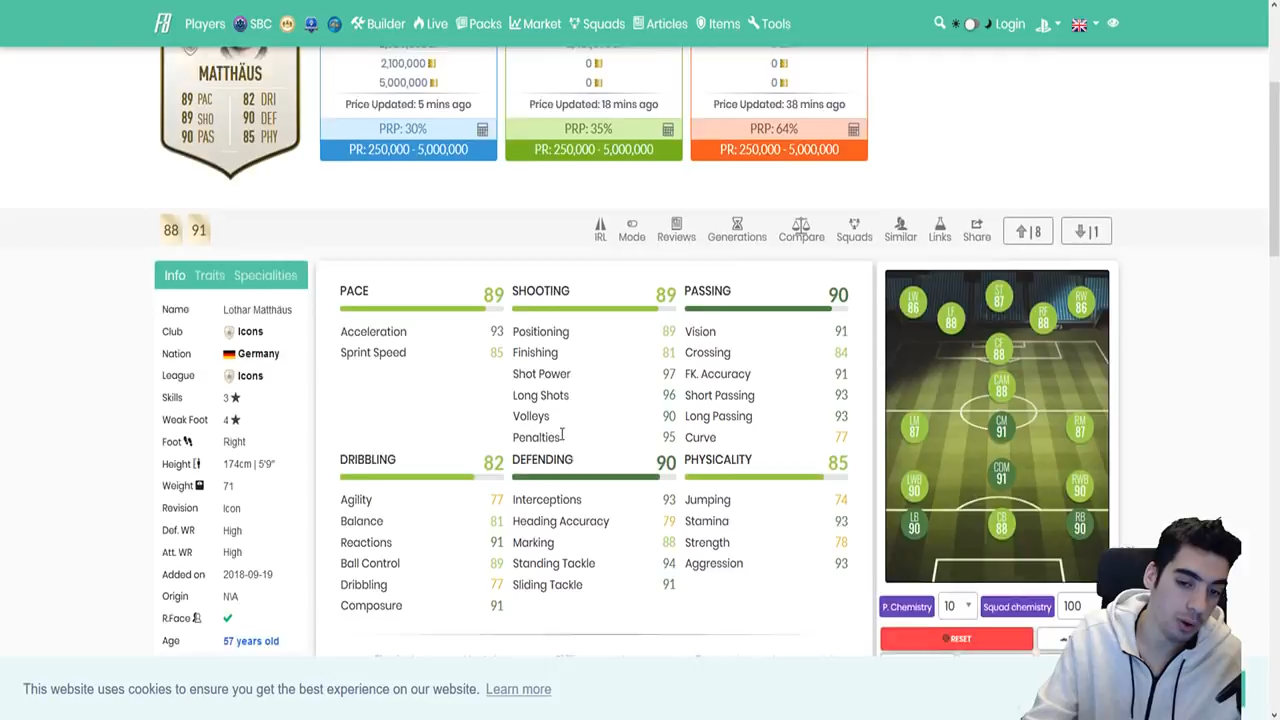 Players SBC Builder Live Packs Market Squads Articles Items Tools Login
MATTHÄUS
89 PAC 82 DRI
89 SHO 90 DEF
90 PAS 85 PHY
2,100,000 0 0
5,000,000 0 0
Price Updated: 5 mins ago Price Updated: 18 mins ago Price Updated: 38 mins ago
PRP: 30% PRP: 35% PRP: 64%
PR: 250,000 - 5,000,000 PR: 250,000 - 5,000,000 PR: 250,000 - 5,000,000
88 91
IRL Mode Reviews Generations Compare Squads Similar Links Share |8 |1
Info Traits Specialities
Name Lothar Matthäus
Club Icons
Nation Germany
League Icons
Skills 3★
Weak Foot 4★
Foot Right
Height 174cm | 5'9"
Weight 71
Revision Icon
Def. WR High
Att. WR High
Added on 2018-09-19
Origin N\A
R.Face
Age 57 years old
PACE 89
Acceleration 93
Sprint Speed 85
SHOOTING 89
Positioning 89
Finishing 81
Shot Power 97
Long Shots 96
Volleys 90
Penalties 95
PASSING 90
Vision 91
Crossing 84
FK. Accuracy 91
Short Passing 93
Long Passing 93
Curve 77
DRIBBLING 82
Agility 77
Balance 81
Reactions 91
Ball Control 89
Dribbling 77
Composure 91
DEFENDING 90
Interceptions 93
Heading Accuracy 79
Marking 88
Standing Tackle 94
Sliding Tackle 91
PHYSICALITY 85
Jumping 74
Stamina 93
Strength 78
Aggression 93
LW 86
ST 87
RW 86
LF 88
RF 88
CF 88
CAM 88
LM 87
CM 91
RM 87
LWB 90
CDM 91
RWB 90
LB 90
CB 88
RB 90
P. Chemistry 10 Squad chemistry 100
RESET
This website uses cookies to ensure you get the best experience on our website. Learn more